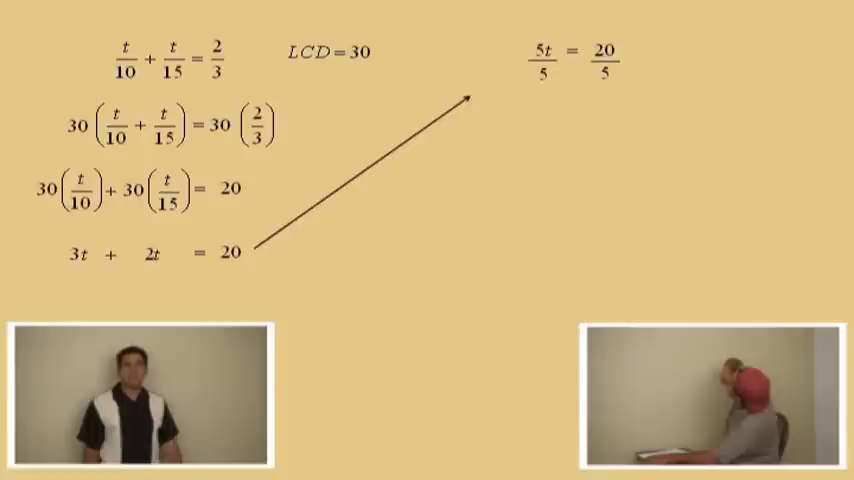 t/10 + t/15 = 2/3    LCD = 30
30(t/10 + t/15) = 30(2/3)
30(t/10) + 30(t/15) = 20
3t + 2t = 20
5t/5 = 20/5